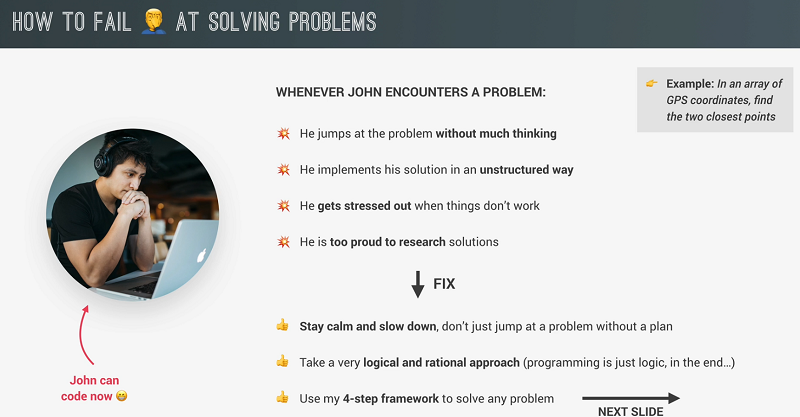 HOW TO FAIL 🤦‍♂️ AT SOLVING PROBLEMS
👉 Example: In an array of
GPS coordinates, find
the two closest points
WHENEVER JOHN ENCOUNTERS A PROBLEM:
💥 He jumps at the problem without much thinking
💥 He implements his solution in an unstructured way
💥 He gets stressed out when things don’t work
💥 He is too proud to research solutions
FIX
👍 Stay calm and slow down, don’t just jump at a problem without a plan
👍 Take a very logical and rational approach (programming is just logic, in the end…)
👍 Use my 4-step framework to solve any problem
John can
code now 😁
NEXT SLIDE